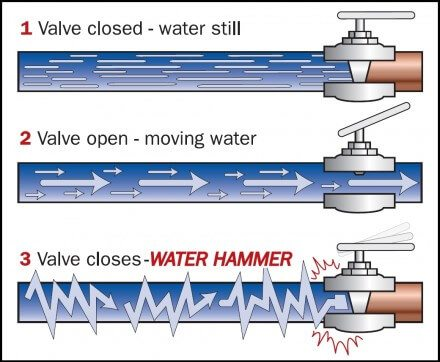 1 Valve closed - water still
2 Valve open - moving water
3 Valve closes-WATER HAMMER